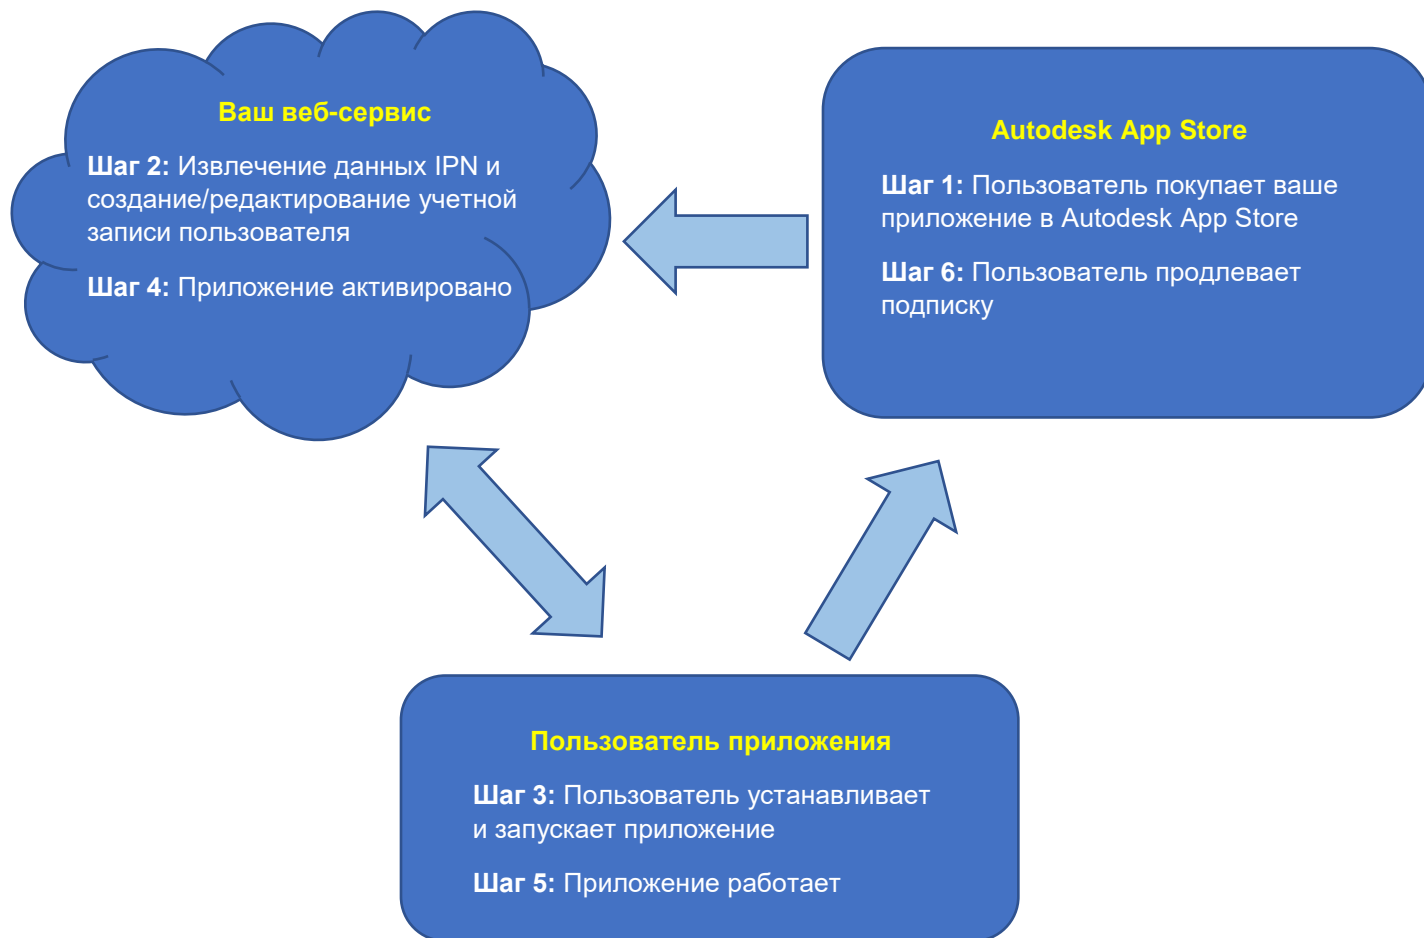 Ваш веб-сервис
Шаг 2: Извлечение данных IPN и
создание/редактирование учетной
записи пользователя
Шаг 4: Приложение активировано
Autodesk App Store
Шаг 1: Пользователь покупает ваше
приложение в Autodesk App Store
Шаг 6: Пользователь продлевает
подписку
Пользователь приложения
Шаг 3: Пользователь устанавливает
и запускает приложение
Шаг 5: Приложение работает